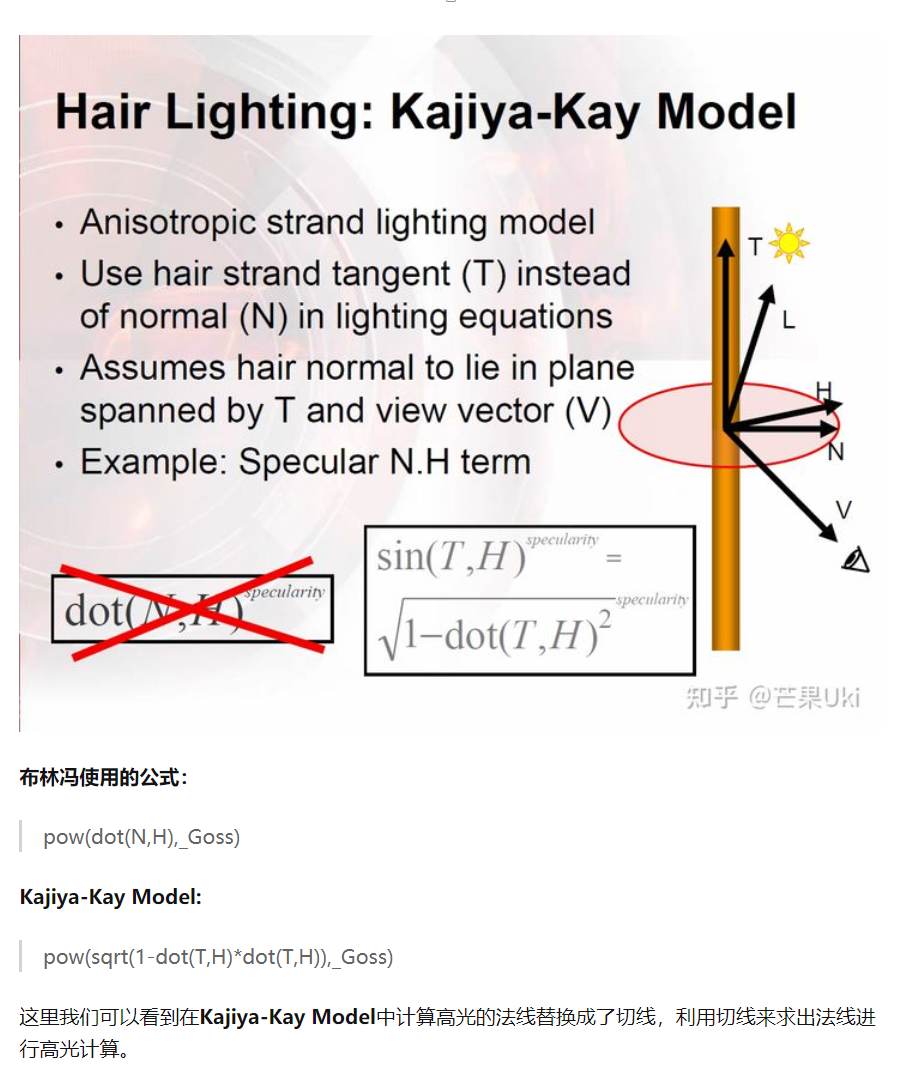 Hair Lighting: Kajiya-Kay Model
• Anisotropic strand lighting model
• Use hair strand tangent (T) instead
of normal (N) in lighting equations
• Assumes hair normal to lie in plane
spanned by T and view vector (V)
• Example: Specular N.H term
T
L
H
N
V
dot(N,H)^specularity
sin(T,H)^specularity =
√1−dot(T,H)^2^specularity
知乎 @芒果Uki
布林冯使用的公式：
pow(dot(N,H),_Goss)
Kajiya-Kay Model:
pow(sqrt(1-dot(T,H)*dot(T,H)),_Goss)
这里我们可以看到在Kajiya-Kay Model中计算高光的法线替换成了切线，利用切线来求出法线进
行高光计算。